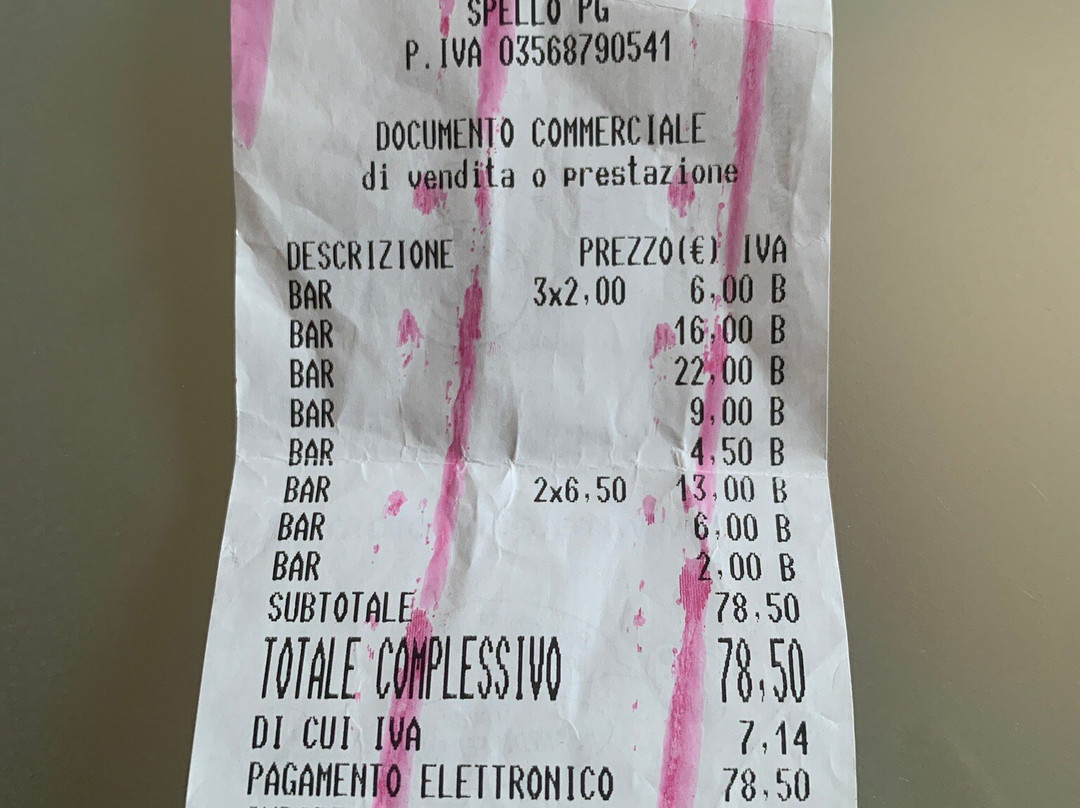 SPELLO PG
P.IVA 03568790541
DOCUMENTO COMMERCIALE
di vendita o prestazione
DESCRIZIONE PREZZO(€) IVA
BAR 3x2,00 6,00 B
BAR 16,00 B
BAR 22,00 B
BAR 9,00 B
BAR 4,50 B
BAR 2x6,50 13,00 B
BAR 6,00 B
BAR 2,00 B
SUBTOTALE 78,50
TOTALE COMPLESSIVO 78,50
DI CUI IVA 7,14
PAGAMENTO ELETTRONICO 78,50